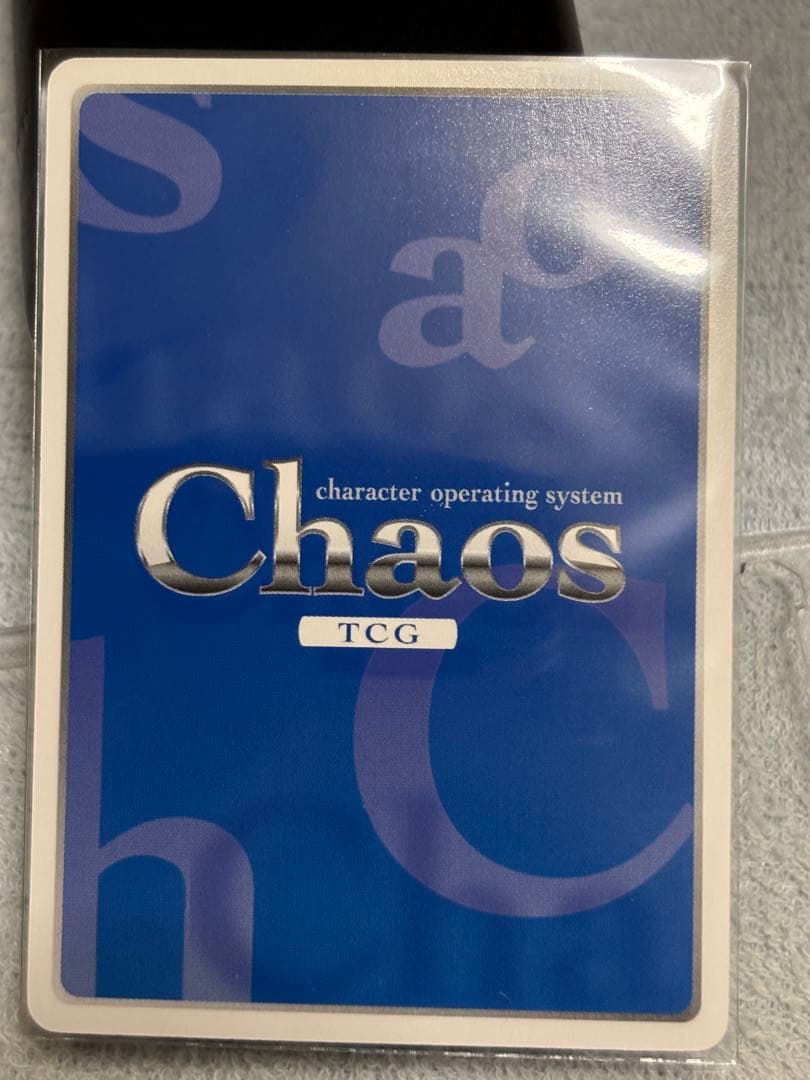 s
a
o
character operating system
Chaos
TCG
C
h